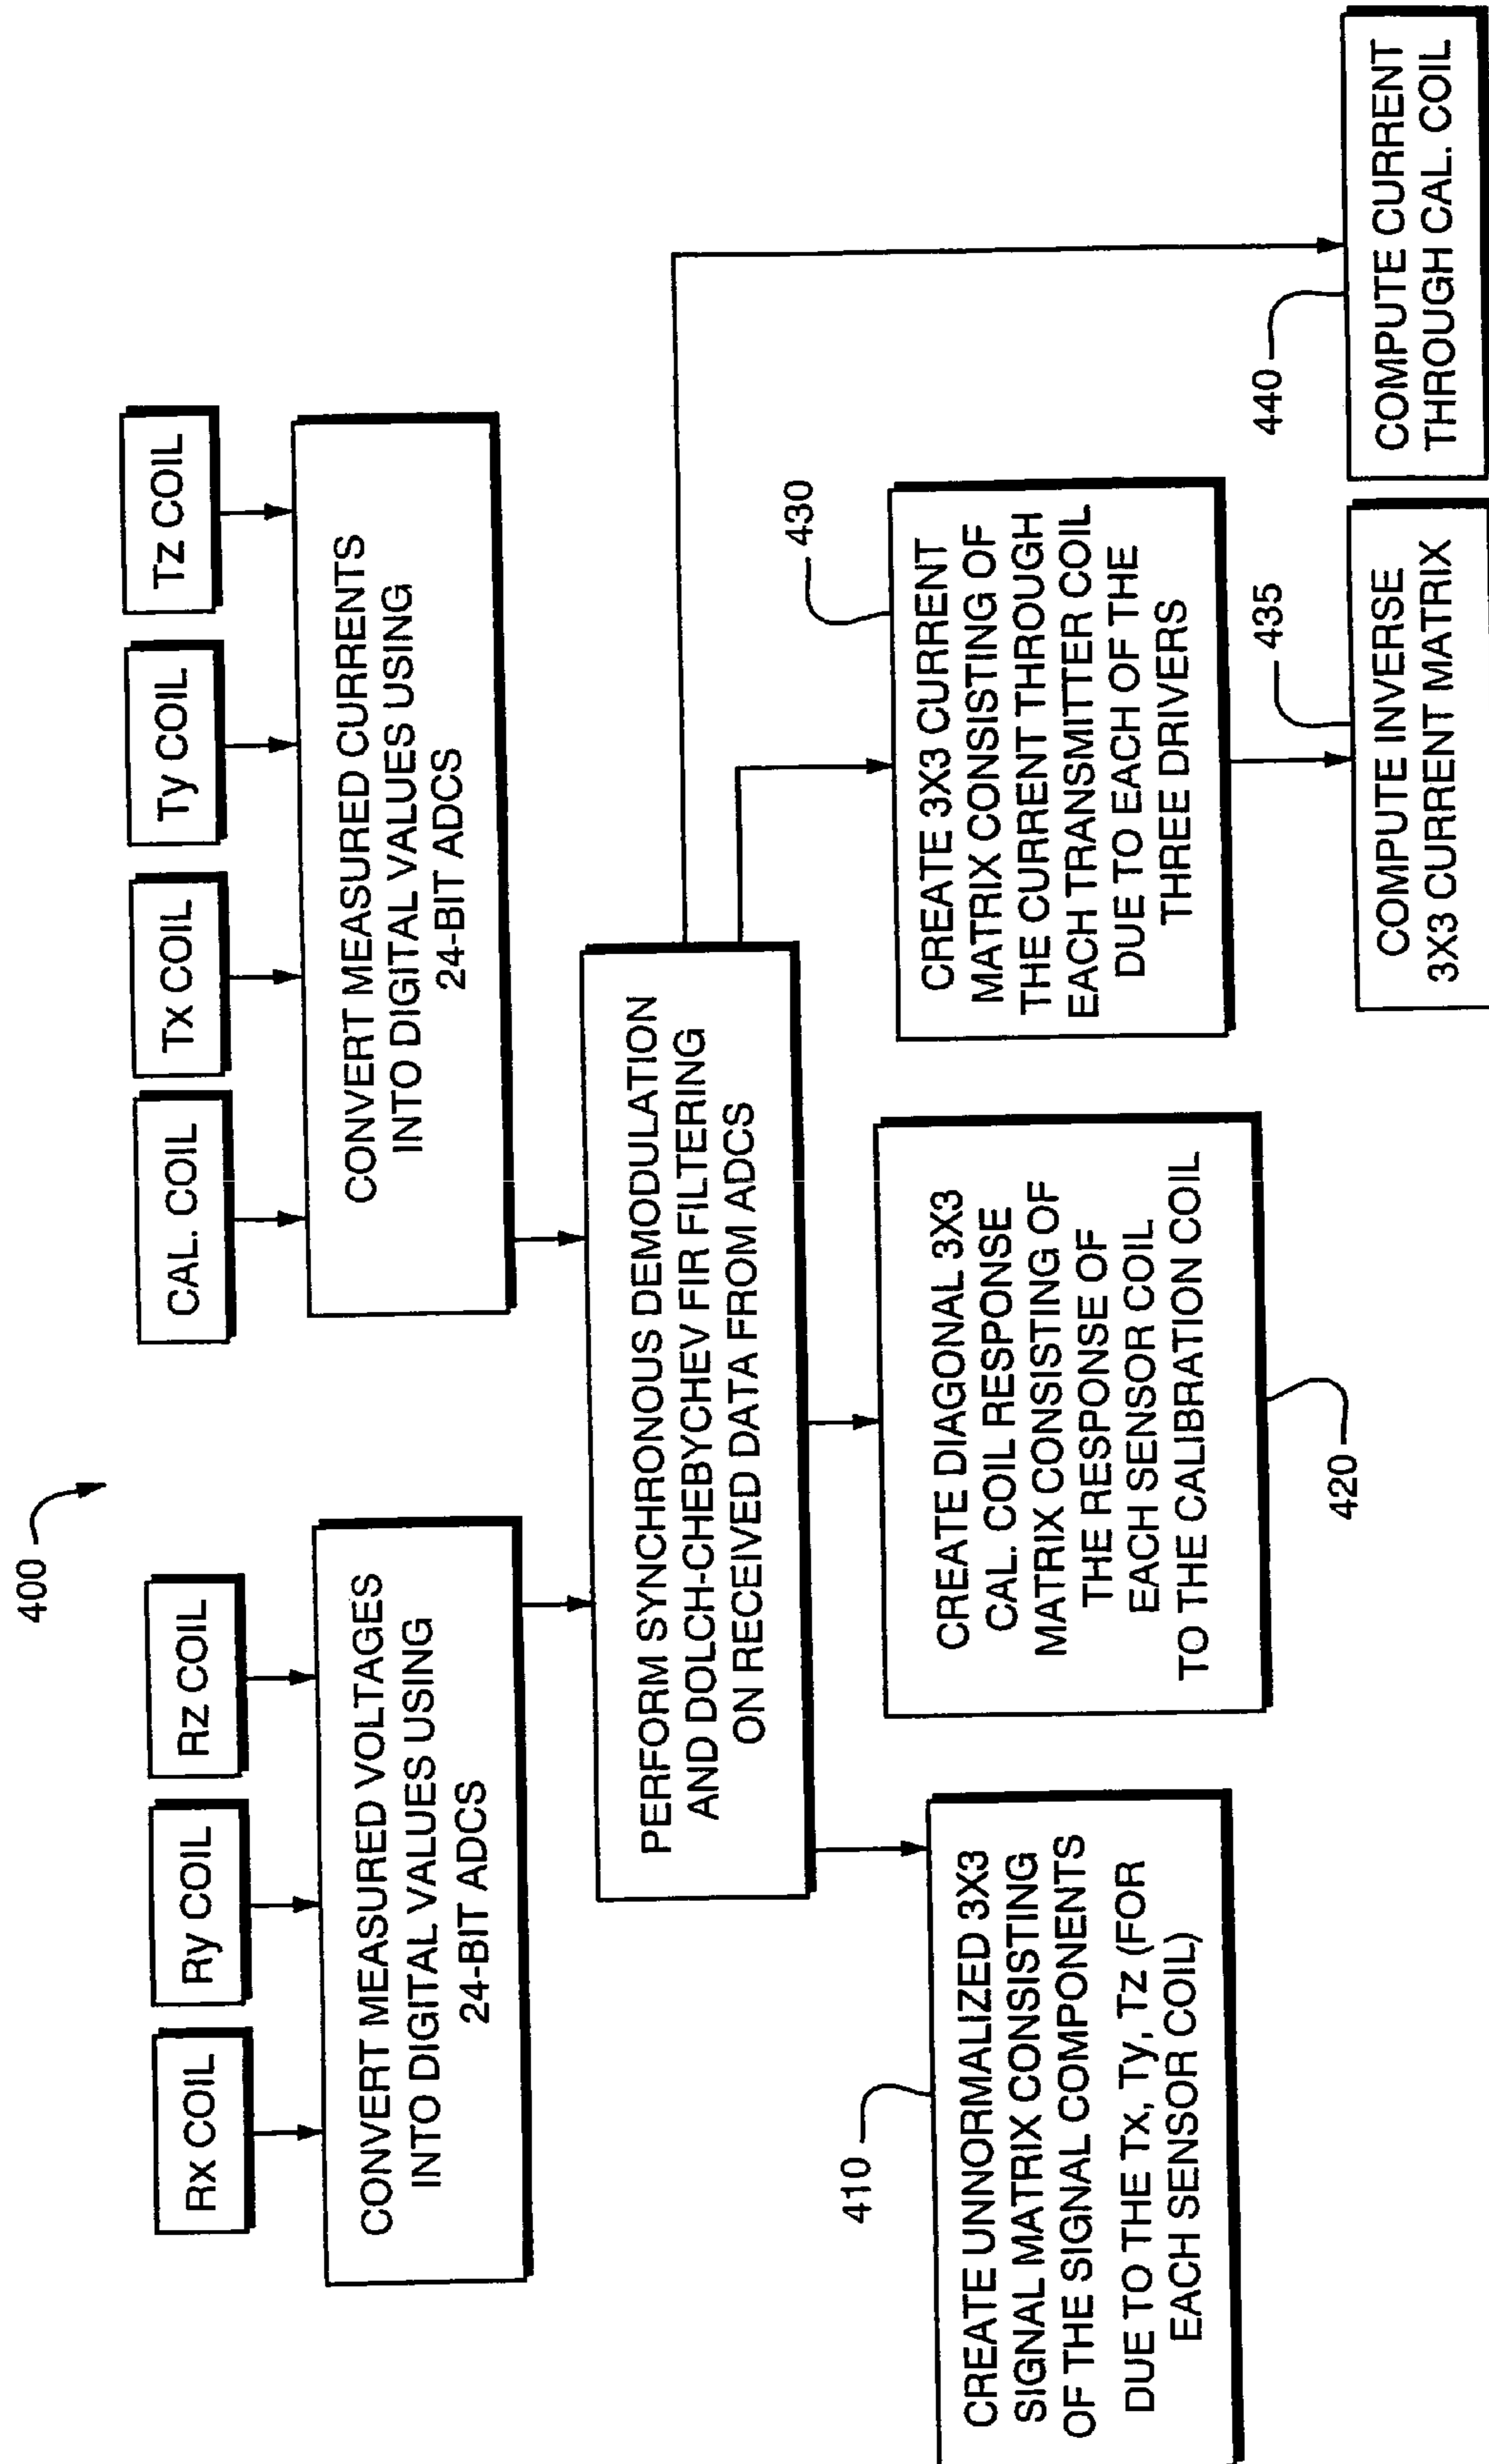 400
Rx COIL
Ry COIL
Rz COIL
CAL. COIL
Tx COIL
Ty COIL
Tz COIL
CONVERT MEASURED VOLTAGES
INTO DIGITAL VALUES USING
24-BIT ADCS
CONVERT MEASURED CURRENTS
INTO DIGITAL VALUES USING
24-BIT ADCS
PERFORM SYNCHRONOUS DEMODULATION
AND DOLCH-CHEBYCHEV FIR FILTERING
ON RECEIVED DATA FROM ADCS
410
CREATE UNNORMALIZED 3X3
SIGNAL MATRIX CONSISTING
OF THE SIGNAL COMPONENTS
DUE TO THE Tx, Ty, Tz (FOR
EACH SENSOR COIL)
CREATE DIAGONAL 3X3
CAL. COIL RESPONSE
MATRIX CONSISTING OF
THE RESPONSE OF
EACH SENSOR COIL
TO THE CALIBRATION COIL
420
430
CREATE 3X3 CURRENT
MATRIX CONSISTING OF
THE CURRENT THROUGH
EACH TRANSMITTER COIL
DUE TO EACH OF THE
THREE DRIVERS
435
COMPUTE INVERSE
3X3 CURRENT MATRIX
440
COMPUTE CURRENT
THROUGH CAL. COIL